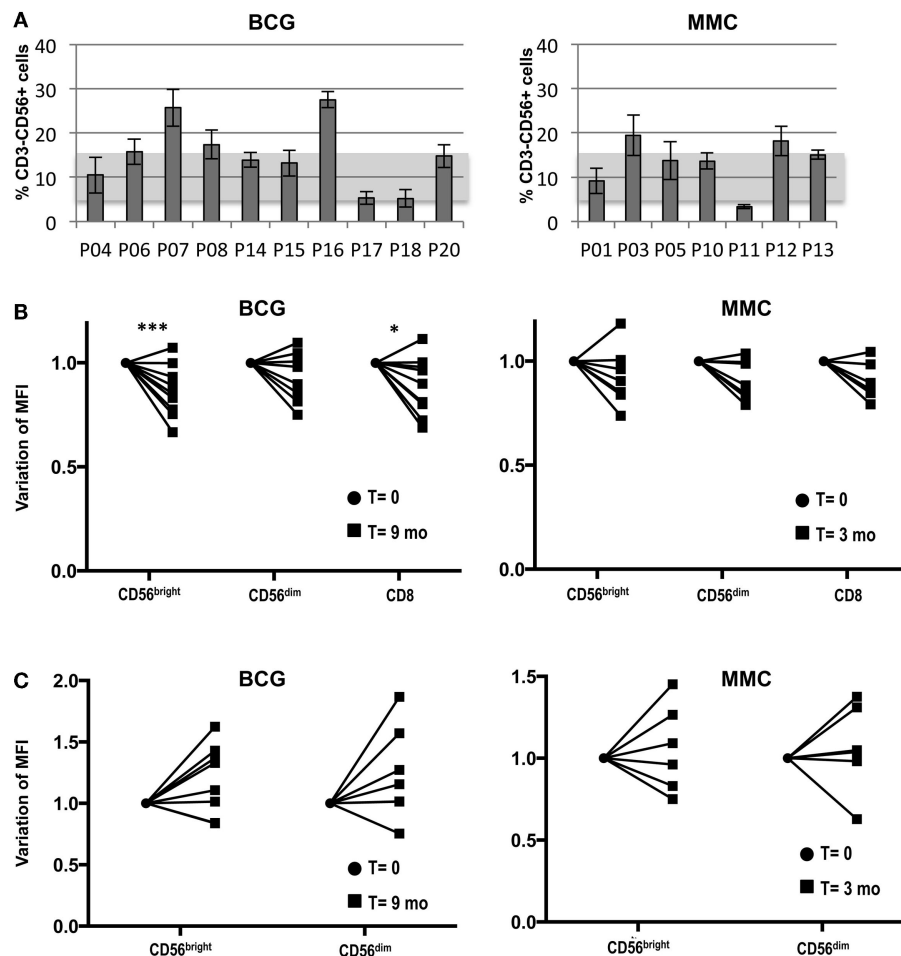 A
BCG
MMC
% CD3-CD56+ cells
40
30
20
10
0
P04 P06 P07 P08 P14 P15 P16 P17 P18 P20
% CD3-CD56+ cells
40
30
20
10
0
P01 P03 P05 P10 P11 P12 P13
B
BCG
MMC
Variation of MFI
1.0
0.5
0.0
***
*
T= 0
T= 9 mo
CD56bright CD56dim CD8
1.0
0.5
0.0
T= 0
T= 3 mo
CD56bright CD56dim CD8
C
BCG
MMC
Variation of MFI
2.0
1.5
1.0
0.5
0.0
T= 0
T= 9 mo
CD56bright CD56dim
1.5
1.0
0.5
0.0
T= 0
T= 3 mo
CD56bright CD56dim